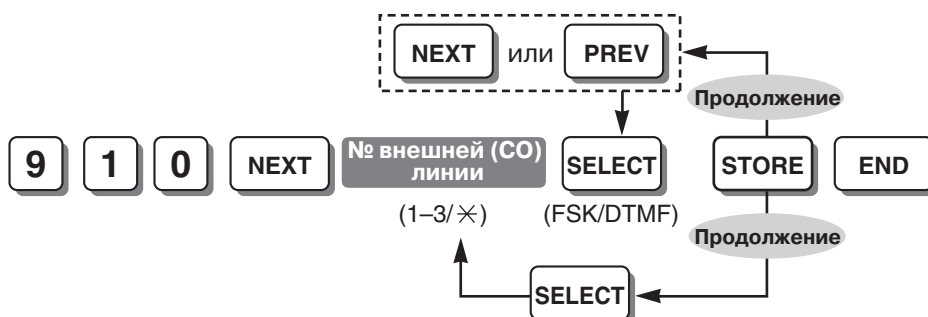 NEXT или PREV
Продолжение
9 1 0 NEXT № внешней (CO) линии SELECT STORE END
(1–3/✳) (FSK/DTMF)
Продолжение
SELECT